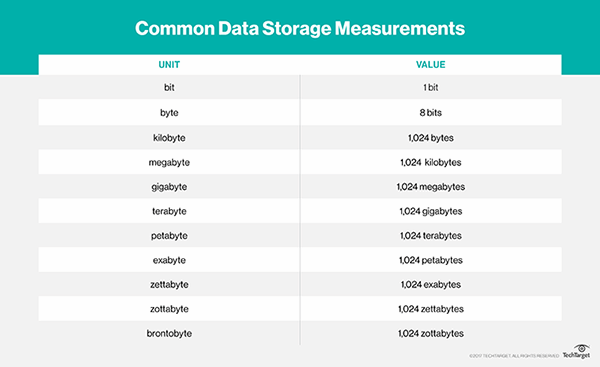 Common Data Storage Measurements
UNIT VALUE
bit 1 bit
byte 8 bits
kilobyte 1,024 bytes
megabyte 1,024 kilobytes
gigabyte 1,024 megabytes
terabyte 1,024 gigabytes
petabyte 1,024 terabytes
exabyte 1,024 petabytes
zettabyte 1,024 exabytes
zottabyte 1,024 zettabytes
brontobyte 1,024 zottabytes
©2017 TECHTARGET. ALL RIGHTS RESERVED TechTarget